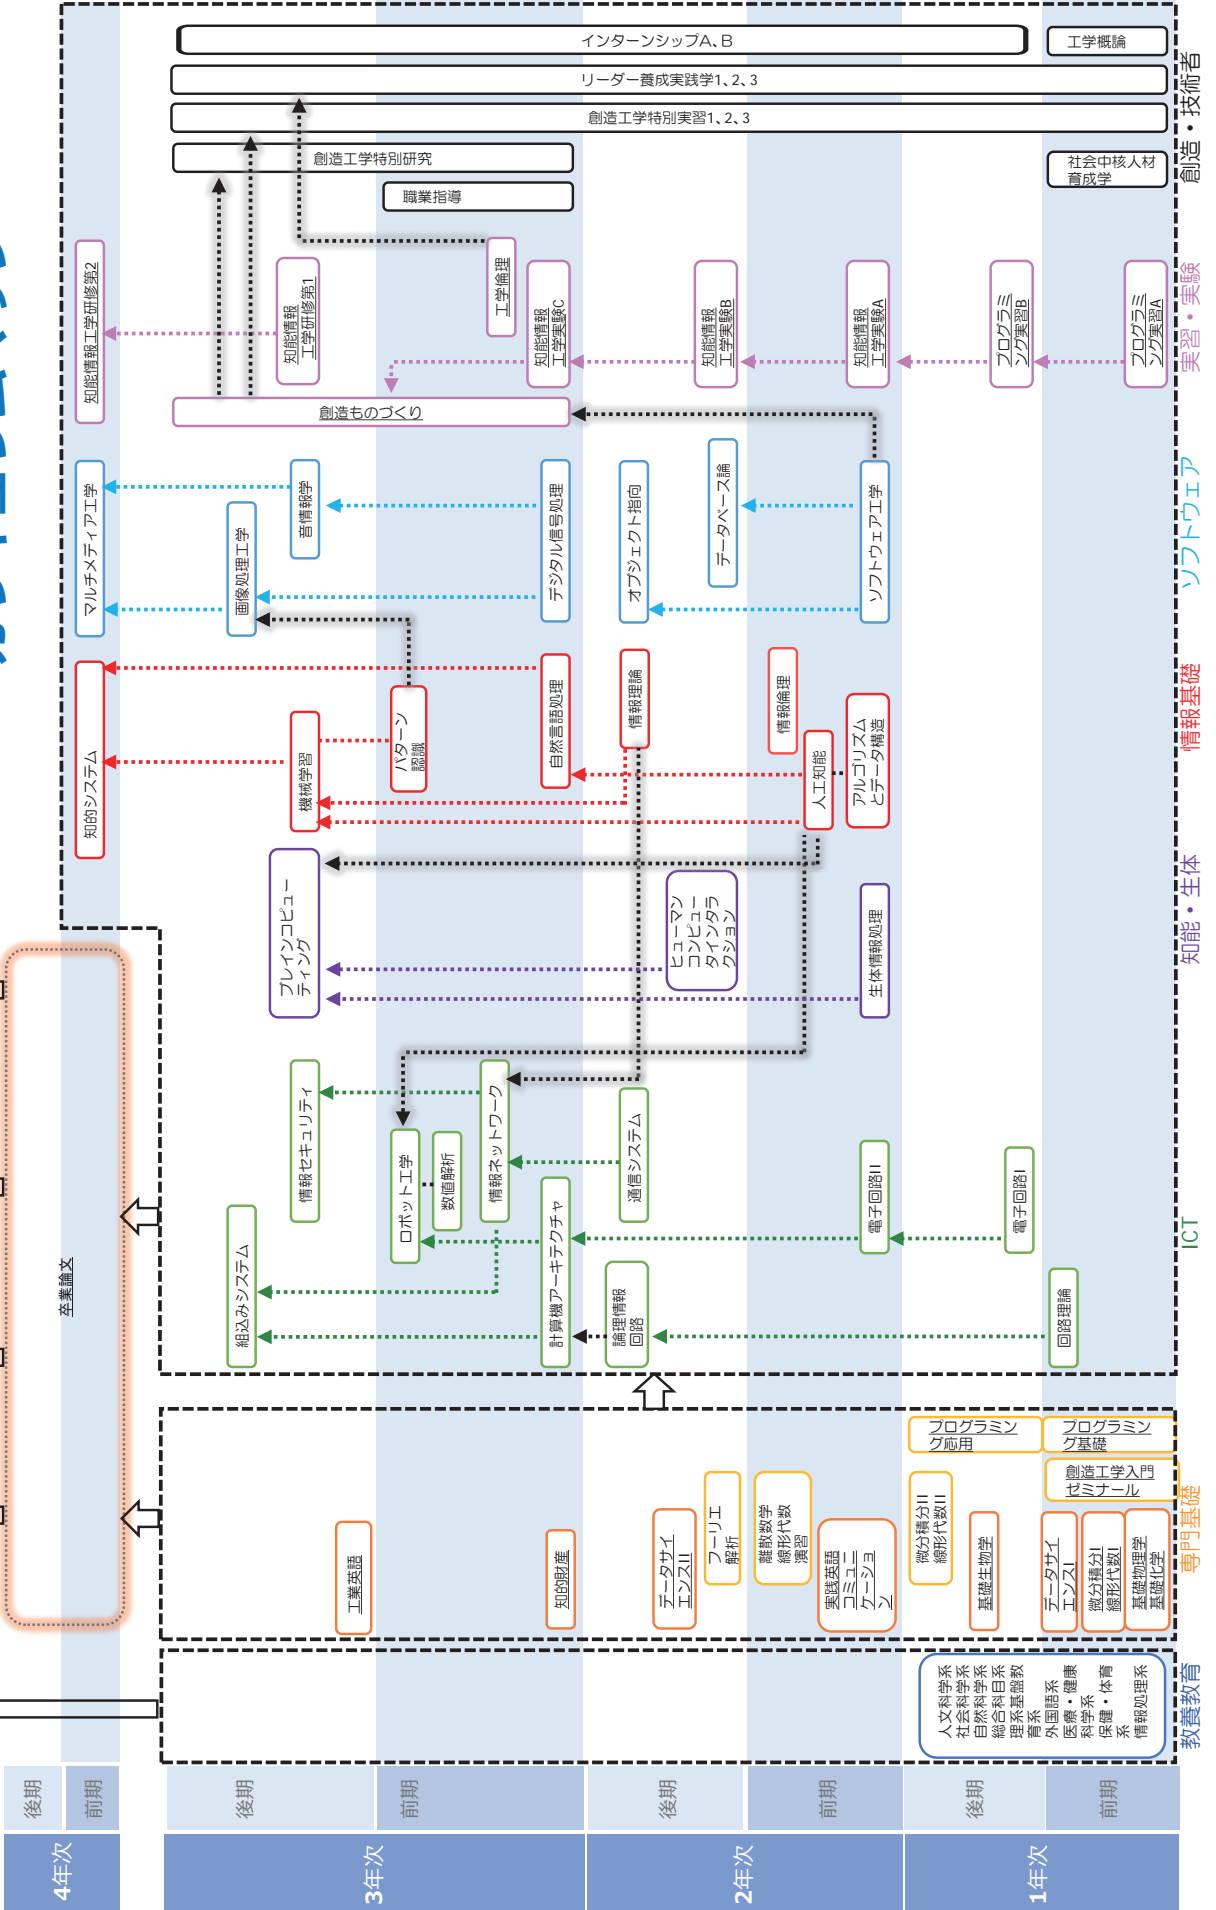 インターンシップA、B
工学概論
リーダー養成実践学1、2、3
創造工学特別実習1、2、3
創造工学特別研究
職業指導
社会中核人材
育成学
創造・技術者
知能情報工学研修第2
知能情報
工学研修第1
工学倫理
知能情報
工学実験C
知能情報
工学実験B
知能情報
工学実験A
プログラミ
ング実習B
プログラミ
ング実習A
創造ものづくり
実習・実験
マルチメディア工学
画像処理工学
音情報学
デジタル信号処理
オブジェクト指向
データベース論
ソフトウェア工学
ソフトウェア
知的システム
機械学習
パターン
認識
自然言語処理
情報理論
情報倫理
人工知能
アルゴリズム
とデータ構造
情報基礎
ブレインコンピュー
ティング
ヒューマン
コンピュー
タインタラ
クション
生体情報処理
知能・生体
組込みシステム
情報セキュリティ
ロボット工学
数値解析
情報ネットワーク
計算機アーキテクチャ
論理情報
回路
通信システム
電子回路II
電子回路I
回路理論
ICT
卒業論文
工業英語
知的財産
データサイ
エンスII
フーリエ
解析
離散数学
線形代数
演習
実践英語
コミュニ
ケーショ
ン
プログラミン
グ応用
微分積分II
線形代数II
基礎生物学
プログラミン
グ基礎
創造工学入門
ゼミナール
データサイ
エンスI
微分積分I
線形代数I
基礎物理学
基礎化学
専門基礎
人文科学系
社会科学系
自然科学系
総合科目系
理系基盤教
育系
外国語系
医療・健康
科学系
保健・体育
系
情報処理系
教養教育
後期
前期
後期
前期
後期
前期
後期
前期
4年次
3年次
2年次
1年次